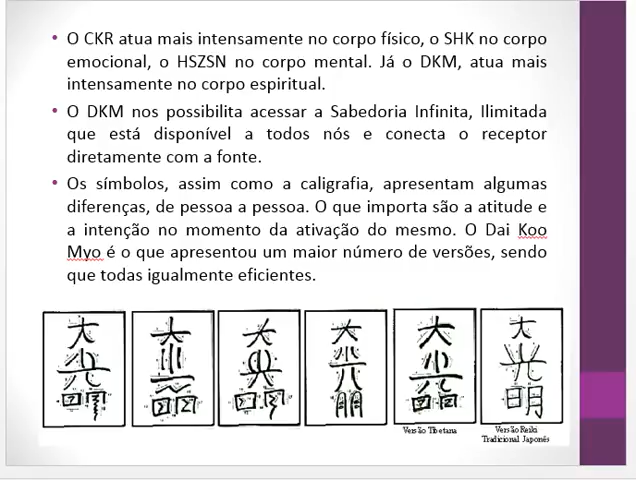 • O CKR atua mais intensamente no corpo físico, o SHK no corpo
emocional, o HSZSN no corpo mental. Já o DKM, atua mais
intensamente no corpo espiritual.
• O DKM nos possibilita acessar a Sabedoria Infinita, Ilimitada
que está disponível a todos nós e conecta o receptor
diretamente com a fonte.
• Os símbolos, assim como a caligrafia, apresentam algumas
diferenças, de pessoa a pessoa. O que importa são a atitude e
a intenção no momento da ativação do mesmo. O Dai Koo
Myo é o que apresentou um maior número de versões, sendo
que todas igualmente eficientes.
大光明
Versão Tibetana
Versão Reiki
Tradicional Japonês